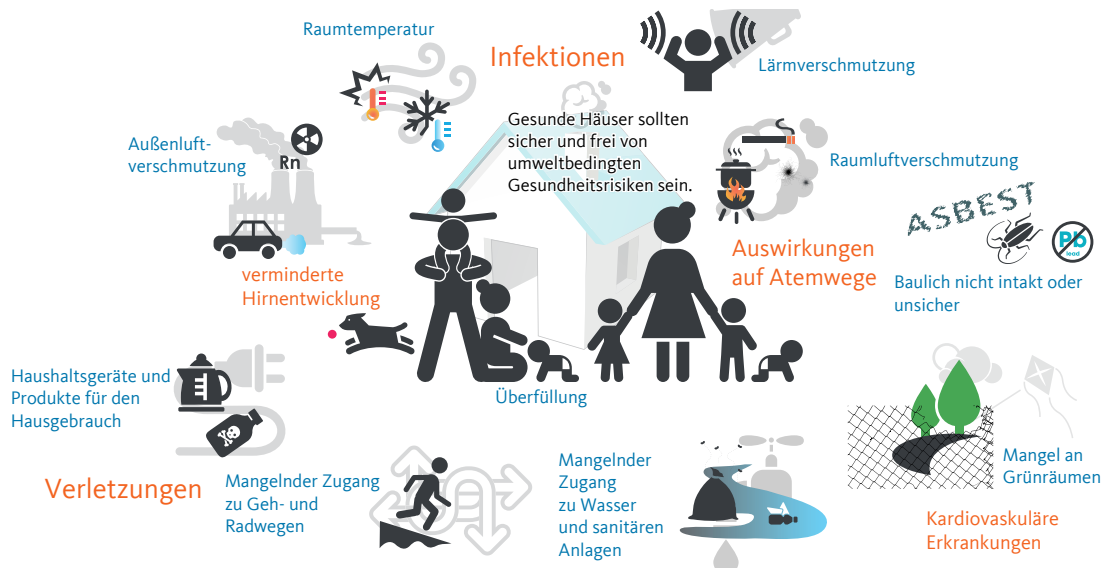 Raumtemperatur
Infektionen
Lärmverschmutzung
Gesunde Häuser sollten
sicher und frei von
umweltbedingten
Gesundheitsrisiken sein.
Außenluft-
verschmutzung
Rn
Raumluftverschmutzung
ASBEST
Pb
lead
Auswirkungen
auf Atemwege
Baulich nicht intakt oder
unsicher
verminderte
Hirnentwicklung
Haushaltsgeräte und
Produkte für den
Hausgebrauch
Überfüllung
Verletzungen
Mangelnder Zugang
zu Geh- und
Radwegen
Mangelnder
Zugang
zu Wasser
und sanitären
Anlagen
Mangel an
Grünräumen
Kardiovaskuläre
Erkrankungen